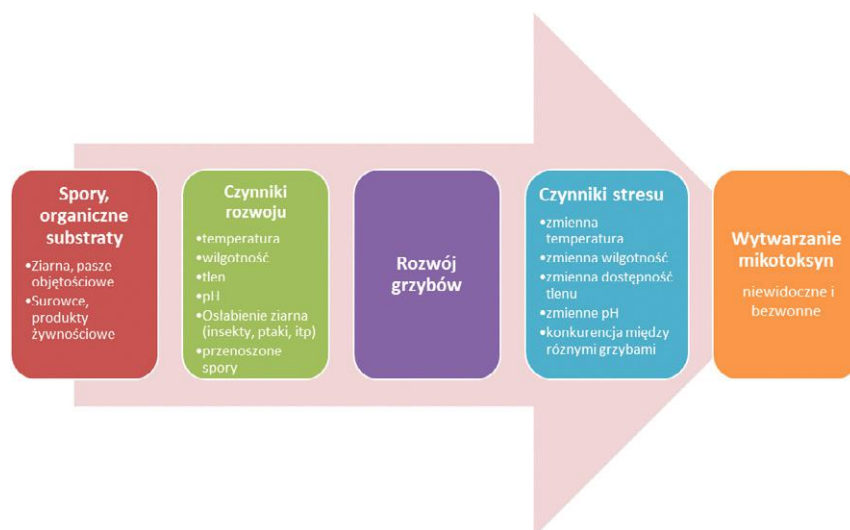 Spory,
organiczne
substraty
•Ziarna, pasze
objętościowe
•Surowce,
produkty
żywnościowe
Czynniki
rozwoju
•temperatura
•wilgotność
•tlen
•pH
•Osłabienie ziarna
(insekty, ptaki, itp)
•przenoszone
spory
Rozwój
grzybów
Czynniki stresu
•zmienna
temperatura
•zmienna wilgotność
•zmienna dostępność
tlenu
•zmienne pH
•konkurencja między
róznymi grzybami
Wytwarzanie
mikotoksyn
niewidoczne i
bezwonne